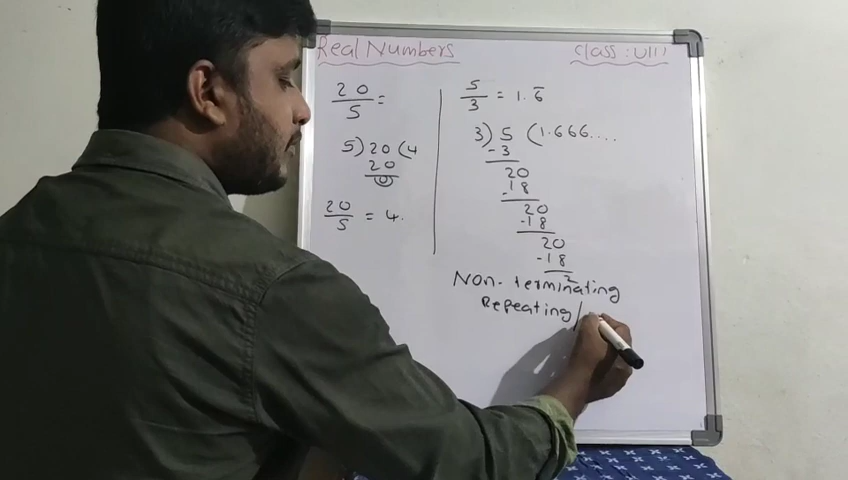 Real Numbers
Class: VIII
20/5 =
5) 20 (4
20
0
20/5 = 4.
5/3 = 1.6̅
3) 5 (1.666....
-3
20
-18
20
-18
20
-18
2
Non-terminating
Repeating/